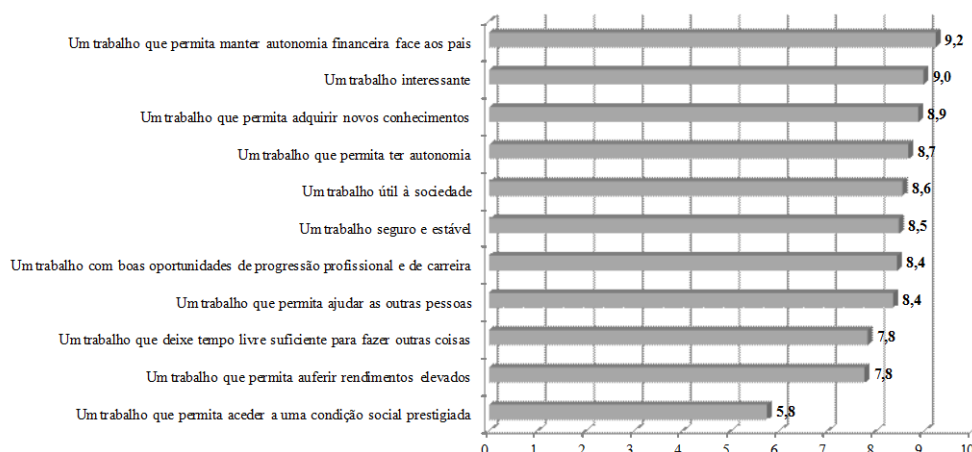 Um trabalho que permita manter autonomia financeira face aos pais 9,2
Um trabalho interessante 9,0
Um trabalho que permita adquirir novos conhecimentos 8,9
Um trabalho que permita ter autonomia 8,7
Um trabalho útil à sociedade 8,6
Um trabalho seguro e estável 8,5
Um trabalho com boas oportunidades de progressão profissional e de carreira 8,4
Um trabalho que permita ajudar as outras pessoas 8,4
Um trabalho que deixe tempo livre suficiente para fazer outras coisas 7,8
Um trabalho que permita auferir rendimentos elevados 7,8
Um trabalho que permita aceder a uma condição social prestigiada 5,8
0 1 2 3 4 5 6 7 8 9 10